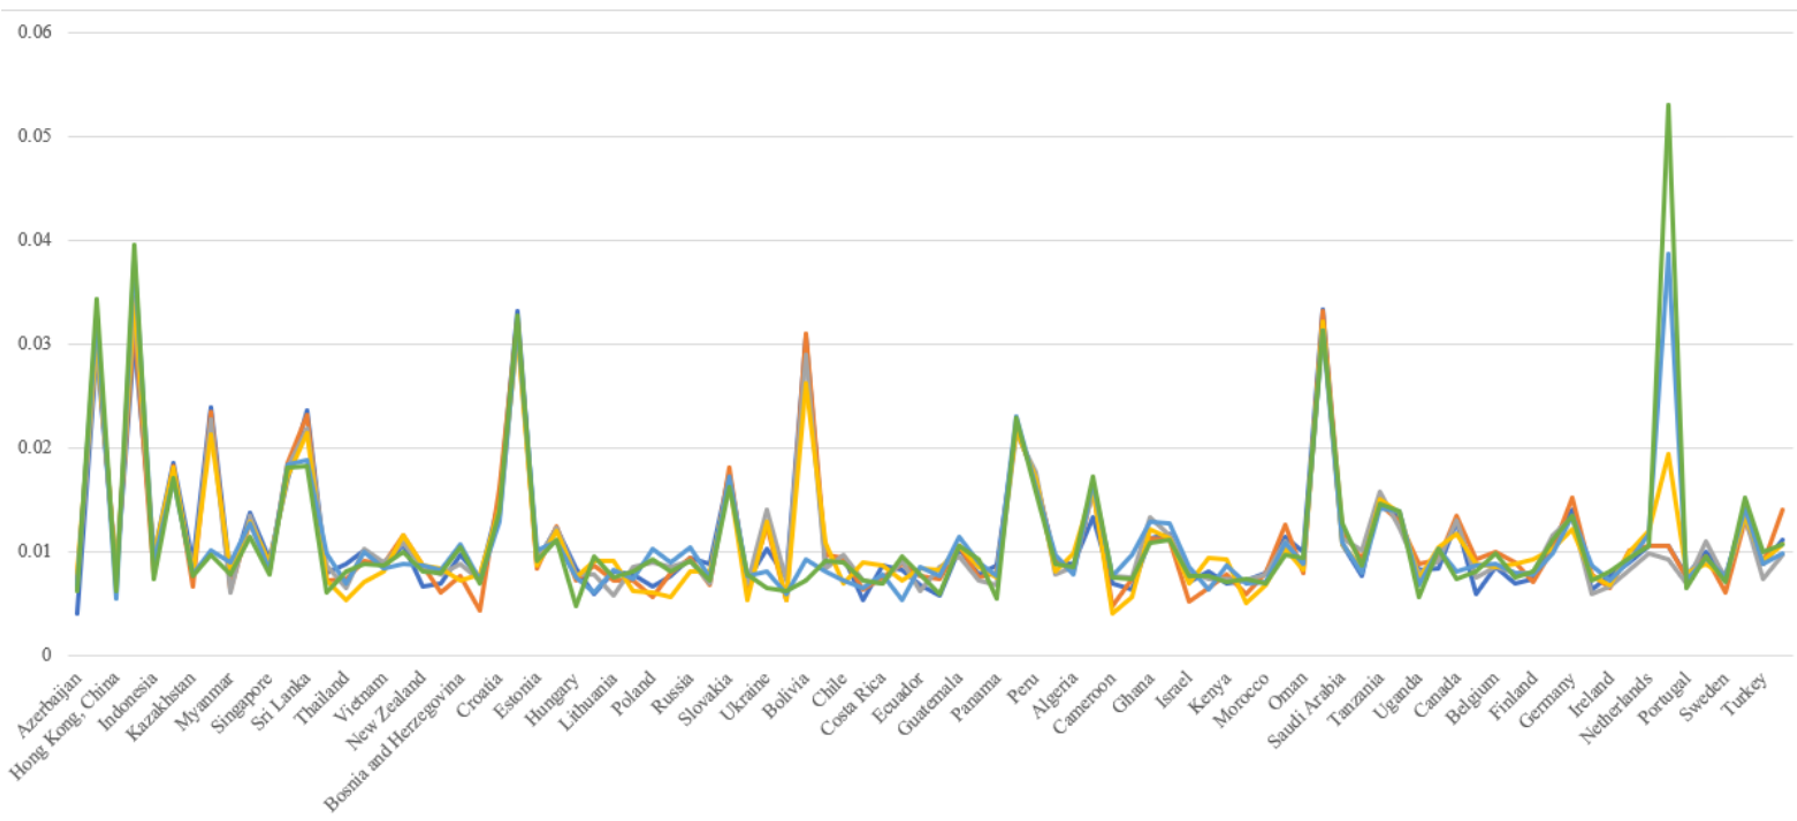 0.06
0.05
0.04
0.03
0.02
0.01
0
Azerbaijan
Hong Kong, China
Indonesia
Kazakhstan
Myanmar
Singapore
Sri Lanka
Thailand
Vietnam
New Zealand
Bosnia and Herzegovina
Croatia
Estonia
Hungary
Lithuania
Poland
Russia
Slovakia
Ukraine
Bolivia
Chile
Costa Rica
Ecuador
Guatemala
Panama
Peru
Algeria
Cameroon
Ghana
Israel
Kenya
Morocco
Oman
Saudi Arabia
Tanzania
Uganda
Canada
Belgium
Finland
Germany
Ireland
Netherlands
Portugal
Sweden
Turkey